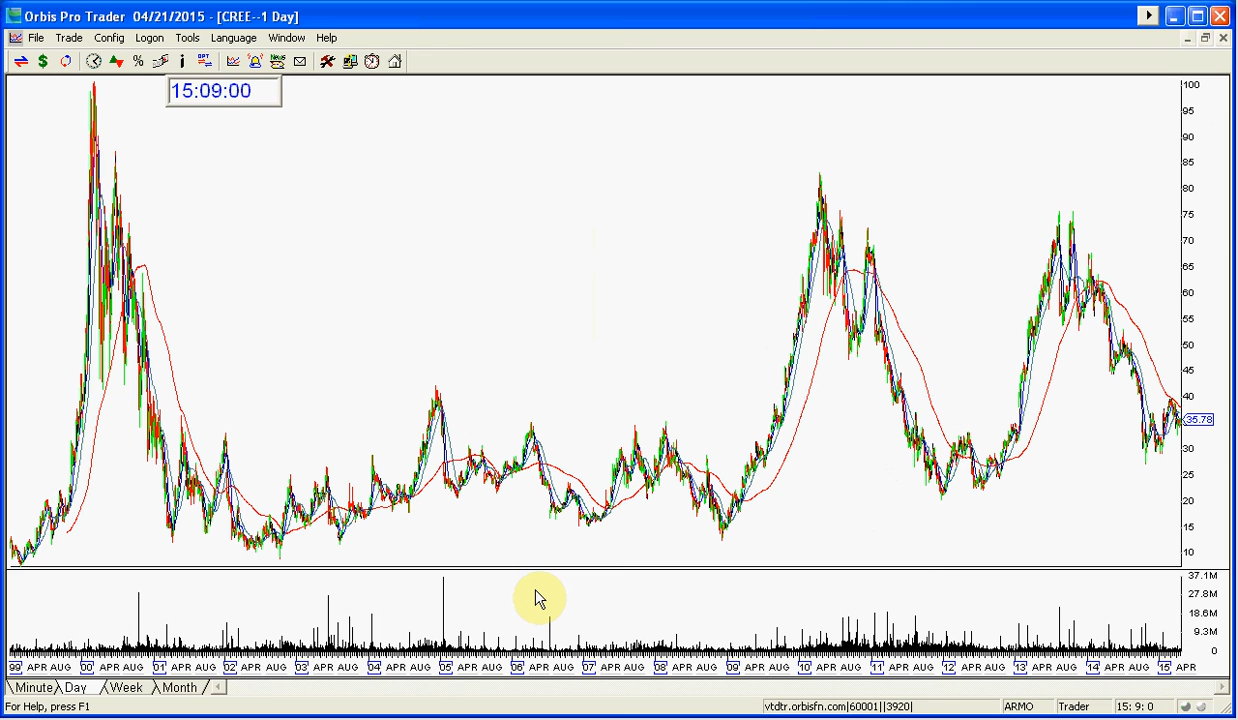 Orbis Pro Trader 04/21/2015 - [CREE--1 Day]
File Trade Config Logon Tools Language Window Help
$ % i OPT News
15:09:00
100
95
90
85
80
75
70
65
60
55
50
45
40
35.78
30
25
20
15
10
37.1M
27.8M
18.6M
9.3M
0
99 APR AUG 00 APR AUG 01 APR AUG 02 APR AUG 03 APR AUG 04 APR AUG 05 APR AUG 06 APR AUG 07 APR AUG 08 APR AUG 09 APR AUG 10 APR AUG 11 APR AUG 12 APR AUG 13 APR AUG 14 APR AUG 15 APR
Minute Day Week Month
For Help, press F1 vtdtr.orbisfn.com|60001||3920| ARMO Trader 15: 9: 0